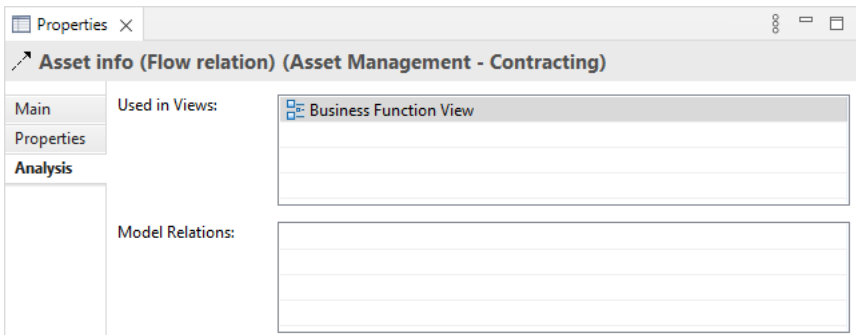 Properties
Asset info (Flow relation) (Asset Management - Contracting)
Main
Used in Views:
Business Function View
Properties
Analysis
Model Relations: